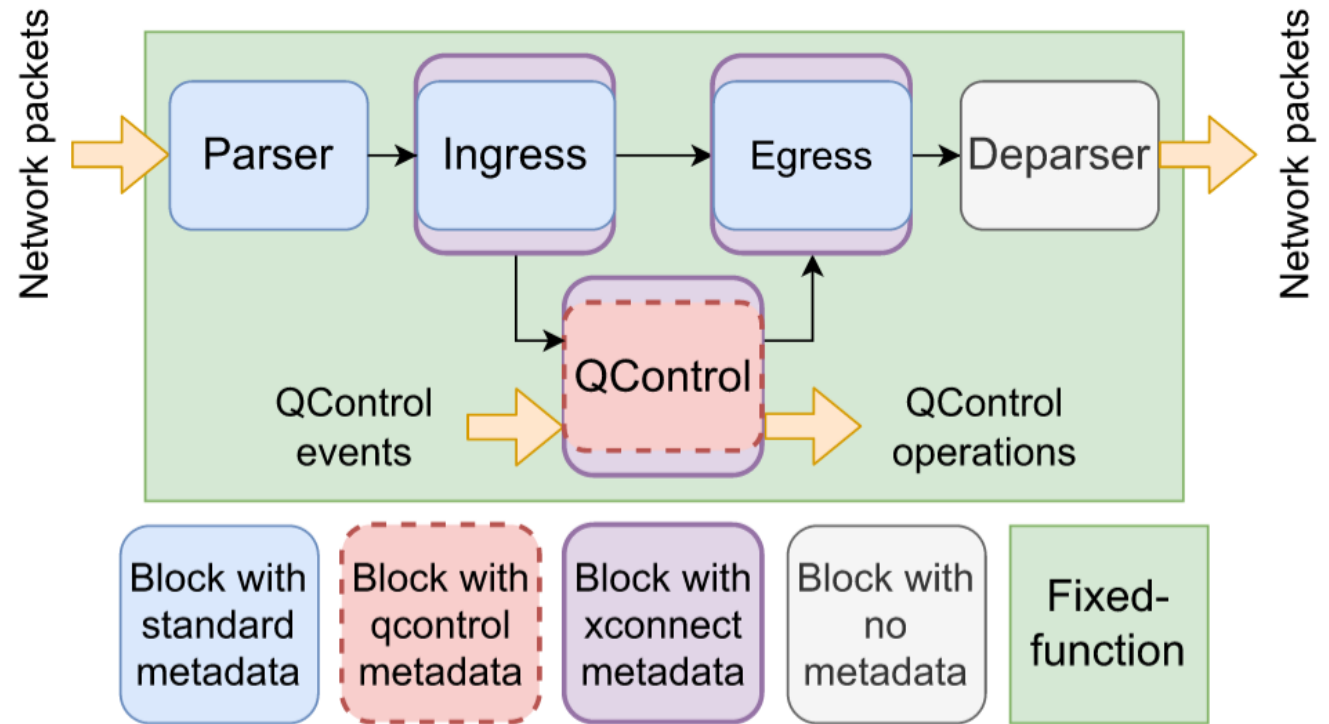 Network packets
Parser
Ingress
Egress
Deparser
Network packets
QControl
QControl
events
QControl
operations
Block with
standard
metadata
Block with
qcontrol
metadata
Block with
xconnect
metadata
Block with
no
metadata
Fixed-
function